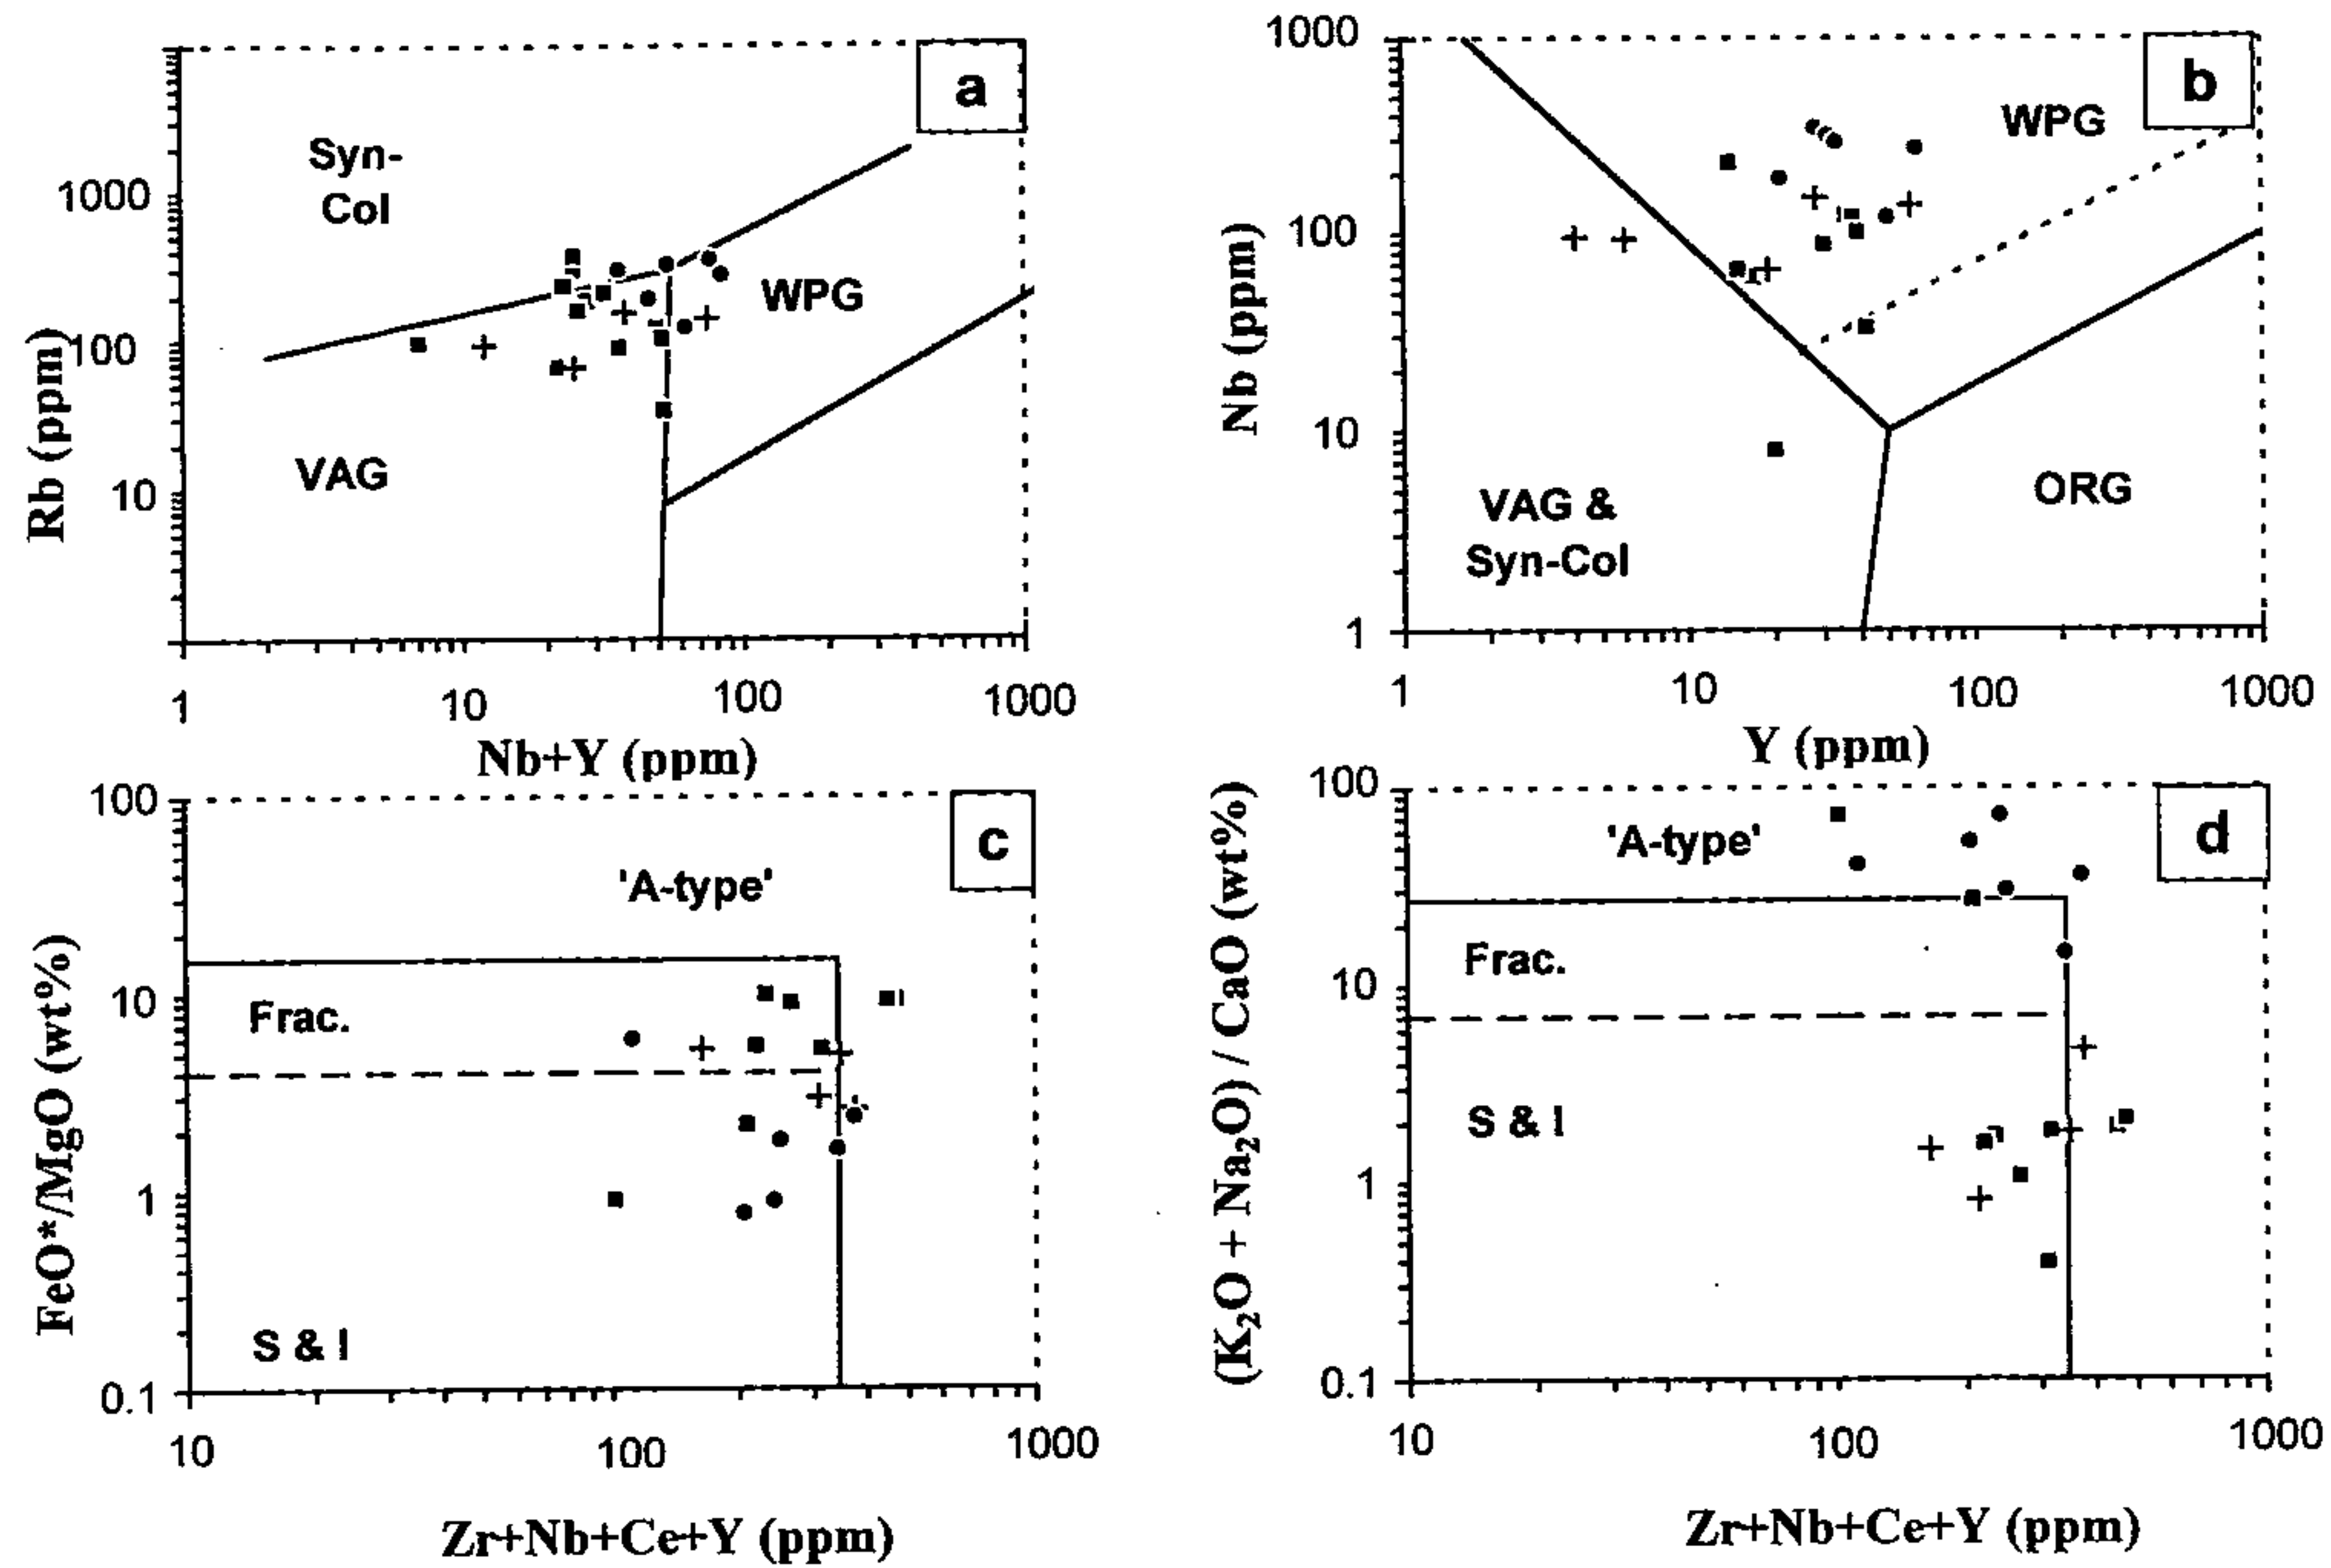 a
Syn-
Col
WPG
VAG
1000
100
10
1
10
100
1000
Rb (ppm)
Nb+Y (ppm)
b
WPG
VAG &
Syn-Col
ORG
1000
100
10
1
1
10
100
1000
Nb (ppm)
Y (ppm)
c
'A-type'
Frac.
S & I
100
10
1
0.1
10
100
1000
FeO*/MgO (wt%)
Zr+Nb+Ce+Y (ppm)
d
'A-type'
Frac.
S & I
100
10
1
0.1
10
100
1000
(K₂O + Na₂O) / CaO (wt%)
Zr+Nb+Ce+Y (ppm)